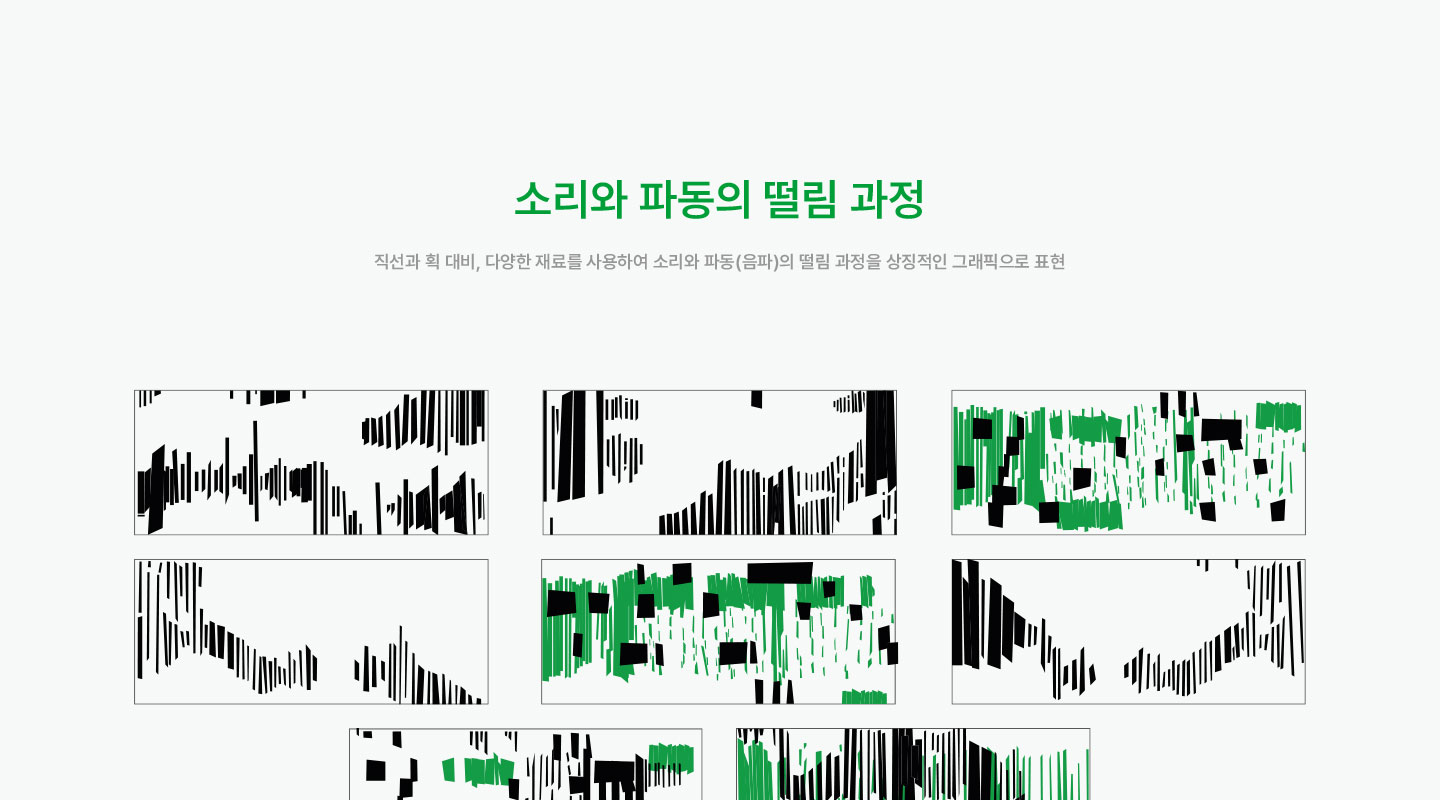 소리와 파동의 떨림 과정
직선과 획 대비, 다양한 재료를 사용하여 소리와 파동(음파)의 떨림 과정을 상징적인 그래픽으로 표현